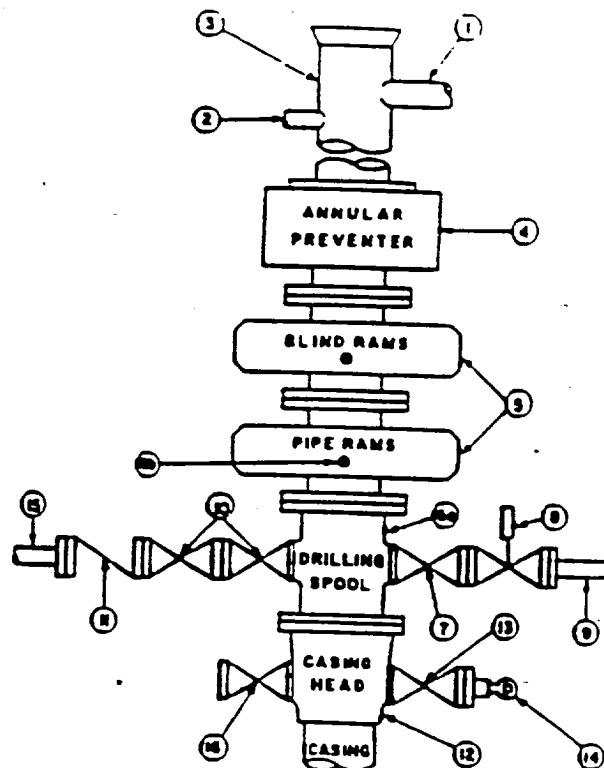 3
1
2
ANNULAR
PREVENTER
4
BLIND RAMS
5
PIPE RAMS
15
10
8
DRILLING
SPOOL
11
7
13
9
CASING
HEAD
16
12
14
CASING